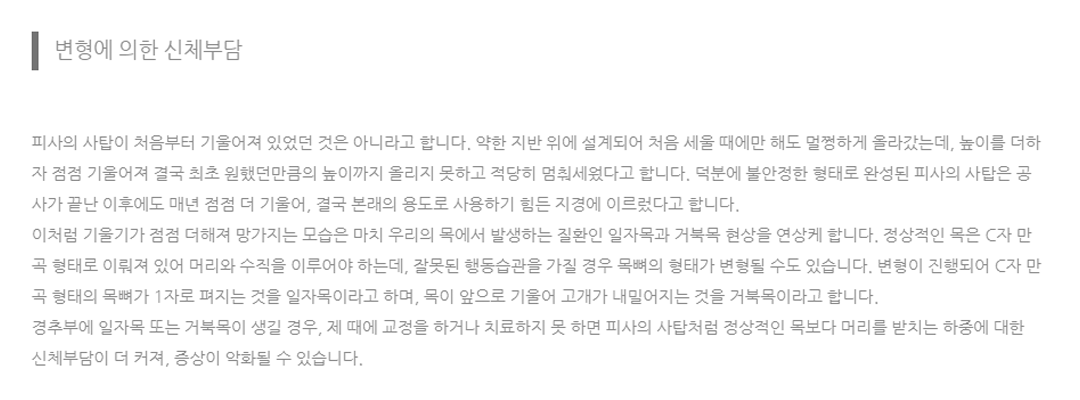 변형에 의한 신체부담
피사의 사탑이 처음부터 기울어져 있었던 것은 아니라고 합니다. 약한 지반 위에 설계되어 처음 세울 때에만 해도 멀쩡하게 올라갔는데, 높이를 더하
자 점점 기울어져 결국 최초 원했던만큼의 높이까지 올리지 못하고 적당히 멈춰세웠다고 합니다. 덕분에 불안정한 형태로 완성된 피사의 사탑은 공
사가 끝난 이후에도 매년 점점 더 기울어, 결국 본래의 용도로 사용하기 힘든 지경에 이르렀다고 합니다.
이처럼 기울기가 점점 더해져 망가지는 모습은 마치 우리의 목에서 발생하는 질환인 일자목과 거북목 현상을 연상케 합니다. 정상적인 목은 C자 만
곡 형태로 이뤄져 있어 머리와 수직을 이루어야 하는데, 잘못된 행동습관을 가질 경우 목뼈의 형태가 변형될 수도 있습니다. 변형이 진행되어 C자 만
곡 형태의 목뼈가 1자로 펴지는 것을 일자목이라고 하며, 목이 앞으로 기울어 고개가 내밀어지는 것을 거북목이라고 합니다.
경추부에 일자목 또는 거북목이 생길 경우, 제 때에 교정을 하거나 치료하지 못 하면 피사의 사탑처럼 정상적인 목보다 머리를 받치는 하중에 대한
신체부담이 더 커져, 증상이 악화될 수 있습니다.